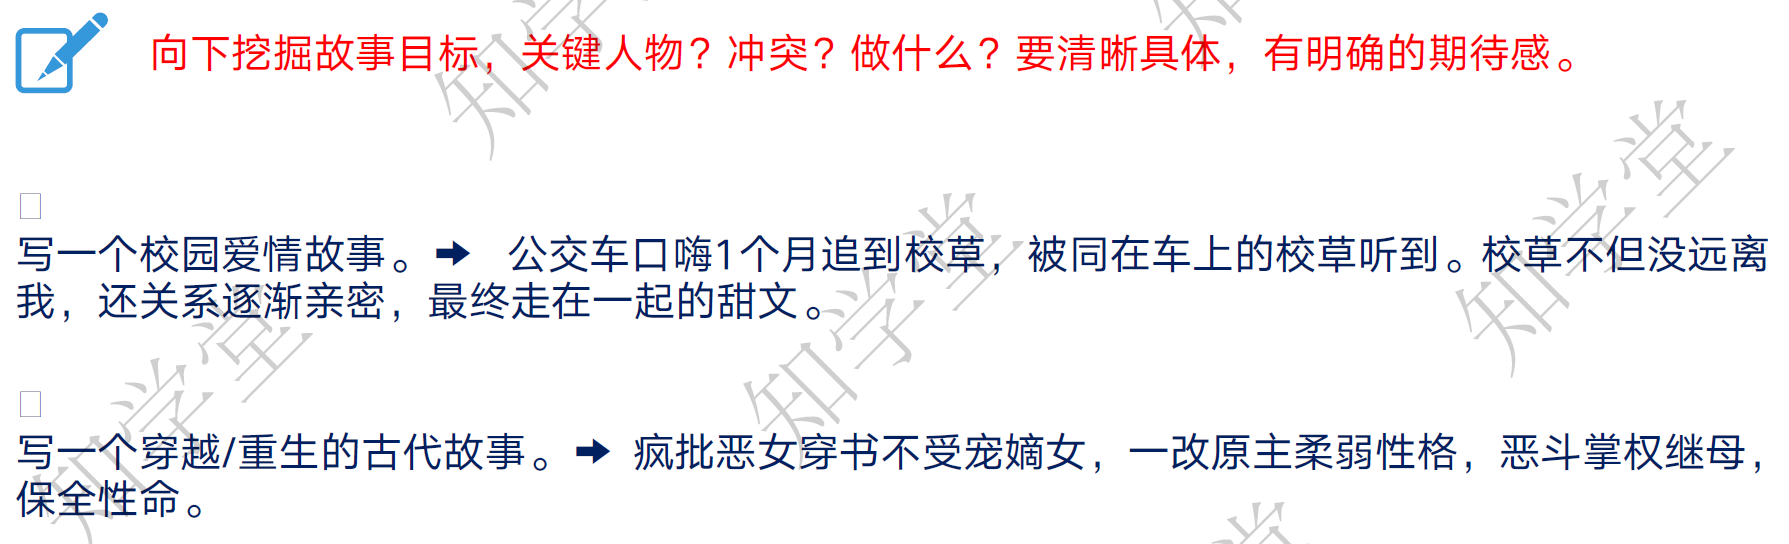 向下挖掘故事目标，关键人物？冲突？做什么？要清晰具体，有明确的期待感。
写一个校园爱情故事。➡ 公交车口嗨1个月追到校草，被同在车上的校草听到。校草不但没远离
我，还关系逐渐亲密，最终走在一起的甜文。
写一个穿越/重生的古代故事。➡ 疯批恶女穿书不受宠嫡女，一改原主柔弱性格，恶斗掌权继母，
保全性命。
知学堂
知学堂
知学堂
知学堂